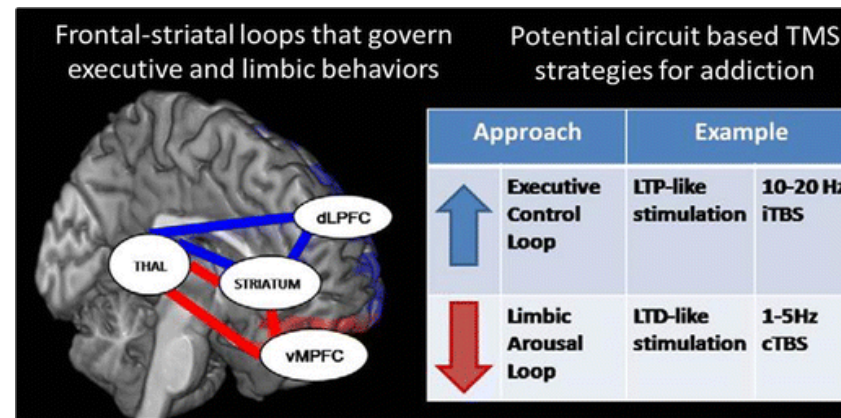 Frontal-striatal loops that govern
executive and limbic behaviors
dLPFC
THAL
STRIATUM
vMPFC
Potential circuit based TMS
strategies for addiction
Approach Example
Executive LTP-like 10-20 Hz
Control stimulation iTBS
Loop
Limbic LTD-like 1-5Hz
Arousal stimulation cTBS
Loop